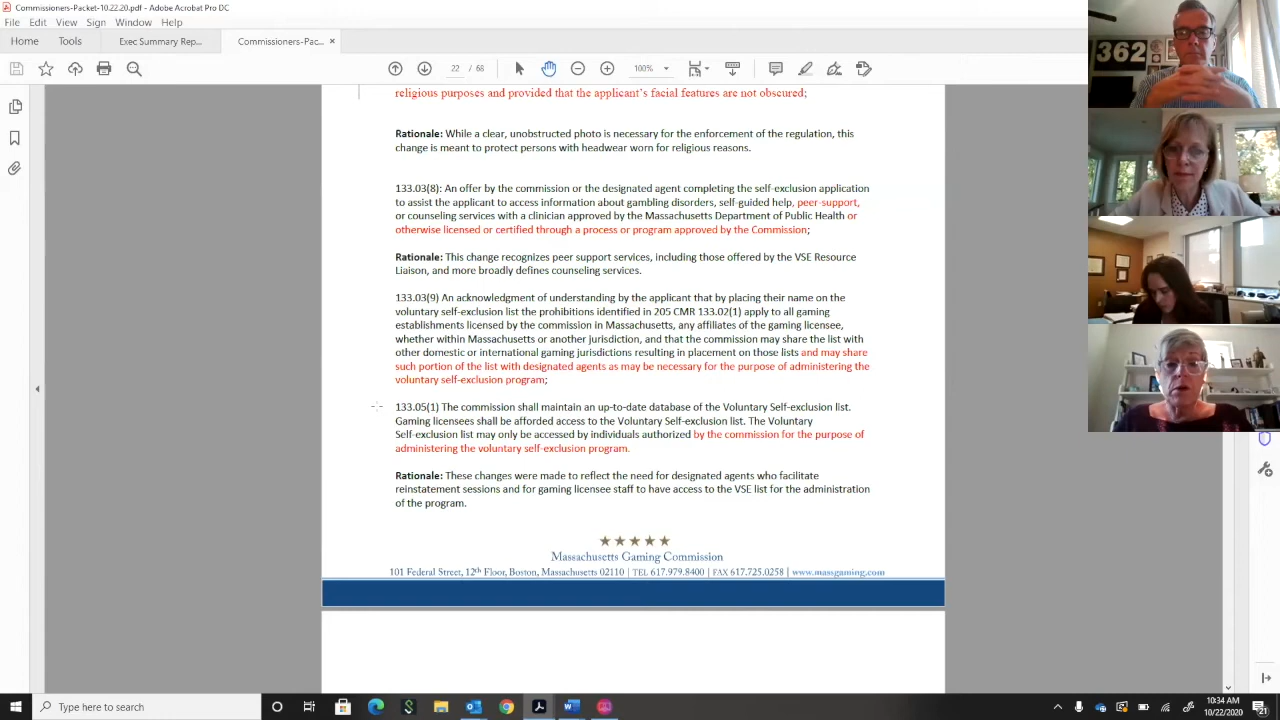 Commissioners-Packet-10.22.20.pdf - Adobe Acrobat Pro DC
File Edit View Sign Window Help
Home Tools Exec Summary Rep... Commissioners-Pac... ×
22 / 68 100%
religious purposes and provided that the applicant's facial features are not obscured;
Rationale: While a clear, unobstructed photo is necessary for the enforcement of the regulation, this
change is meant to protect persons with headwear worn for religious reasons.
133.03(8): An offer by the commission or the designated agent completing the self-exclusion application
to assist the applicant to access information about gambling disorders, self-guided help, peer-support,
or counseling services with a clinician approved by the Massachusetts Department of Public Health or
otherwise licensed or certified through a process or program approved by the Commission;
Rationale: This change recognizes peer support services, including those offered by the VSE Resource
Liaison, and more broadly defines counseling services.
133.03(9) An acknowledgment of understanding by the applicant that by placing their name on the
voluntary self-exclusion list the prohibitions identified in 205 CMR 133.02(1) apply to all gaming
establishments licensed by the commission in Massachusetts, any affiliates of the gaming licensee,
whether within Massachusetts or another jurisdiction, and that the commission may share the list with
other domestic or international gaming jurisdictions resulting in placement on those lists and may share
such portion of the list with designated agents as may be necessary for the purpose of administering the
voluntary self-exclusion program;
133.05(1) The commission shall maintain an up-to-date database of the Voluntary Self-exclusion list.
Gaming licensees shall be afforded access to the Voluntary Self-exclusion list. The Voluntary
Self-exclusion list may only be accessed by individuals authorized by the commission for the purpose of
administering the voluntary self-exclusion program.
Rationale: These changes were made to reflect the need for designated agents who facilitate
reinstatement sessions and for gaming licensee staff to have access to the VSE list for the administration
of the program.
★ ★ ★ ★ ★
Massachusetts Gaming Commission
101 Federal Street, 12th Floor, Boston, Massachusetts 02110 | TEL 617.979.8400 | FAX 617.725.0258 | www.massgaming.com
362
Type here to search
10:34 AM
10/22/2020
21